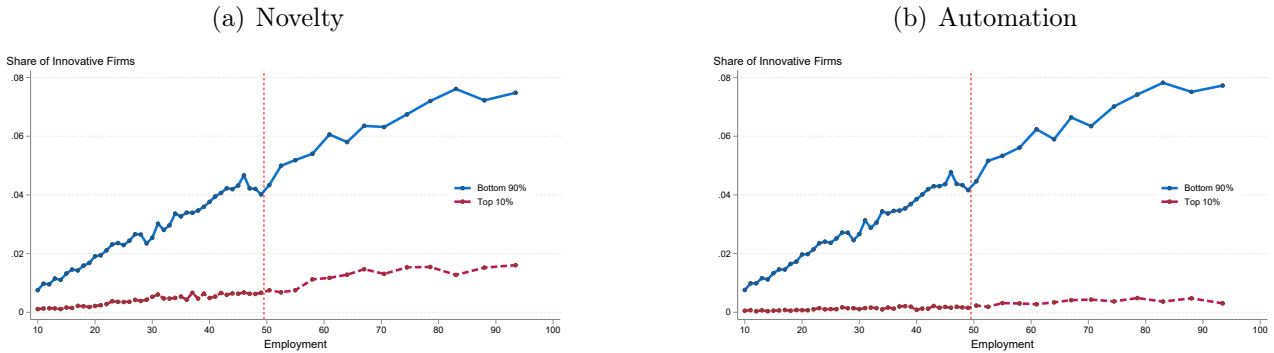 (a) Novelty
Share of Innovative Firms
.08
.06
.04
.02
0
Bottom 90%
Top 10%
10 20 30 40 50 60 70 80 90 100
Employment
(b) Automation
Share of Innovative Firms
.08
.06
.04
.02
0
Bottom 90%
Top 10%
10 20 30 40 50 60 70 80 90 100
Employment